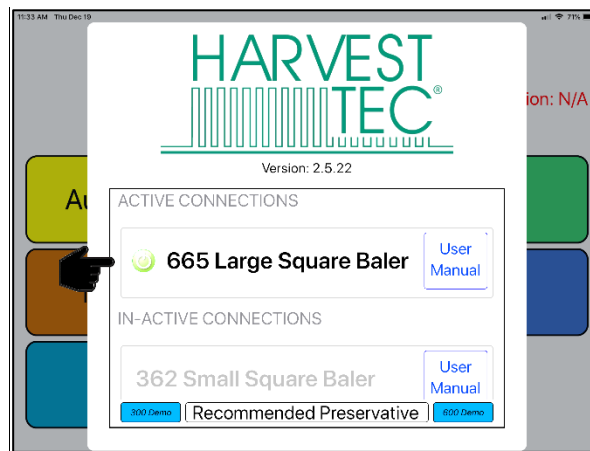 11:33 AM Thu Dec 19
71%
HARVEST
TEC®
ion: N/A
Version: 2.5.22
Au
ACTIVE CONNECTIONS
665 Large Square Baler
User
Manual
IN-ACTIVE CONNECTIONS
362 Small Square Baler
User
Manual
300 Demo Recommended Preservative 600 Demo